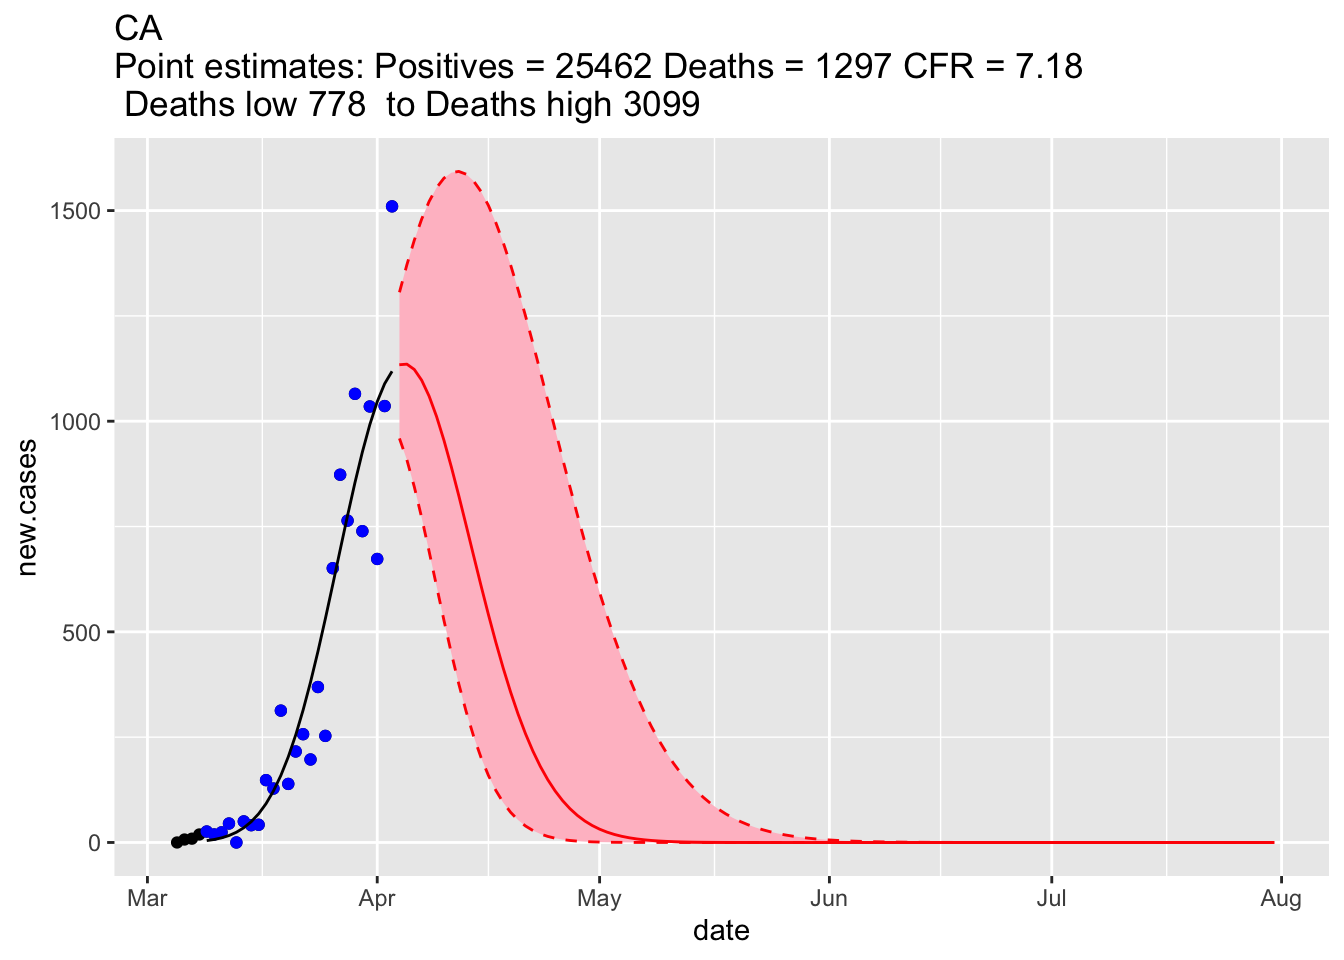 CA
Point estimates: Positives = 25462 Deaths = 1297 CFR = 7.18
Deaths low 778  to Deaths high 3099
1500
1000
500
0
new.cases
Mar Apr May Jun Jul Aug
date